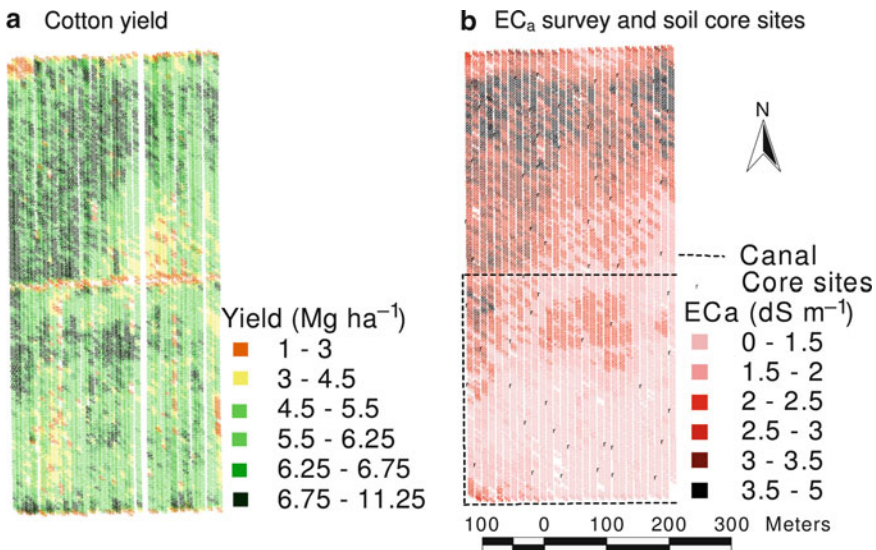 a Cotton yield
Yield (Mg ha⁻¹)
1 - 3
3 - 4.5
4.5 - 5.5
5.5 - 6.25
6.25 - 6.75
6.75 - 11.25
b ECa survey and soil core sites
N
Canal
Core sites
ECa (dS m⁻¹)
0 - 1.5
1.5 - 2
2 - 2.5
2.5 - 3
3 - 3.5
3.5 - 5
100 0 100 200 300 Meters